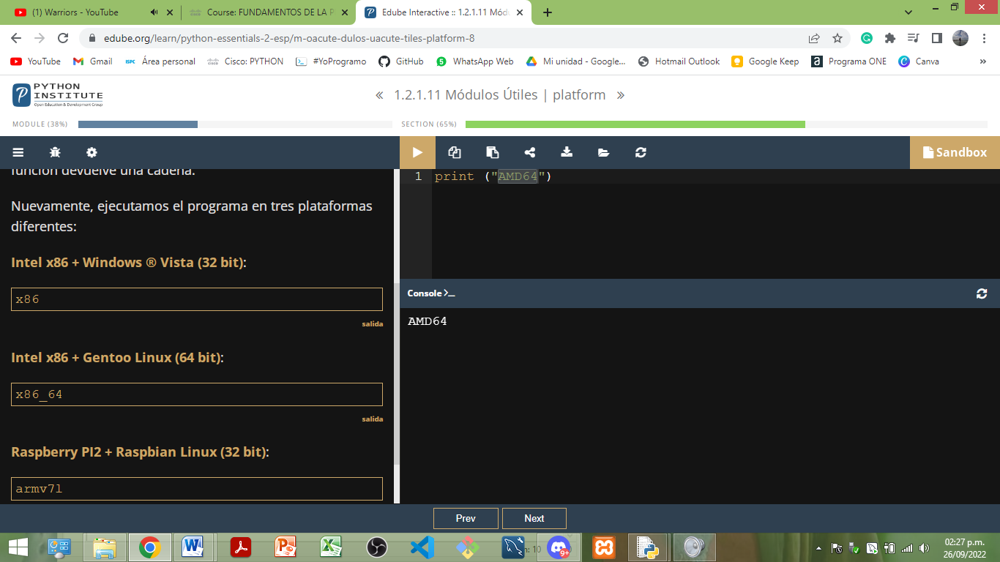 (1) Warriors - YouTube
Course: FUNDAMENTOS DE LA P
Edube Interactive :: 1.2.1.11 Módu
edube.org/learn/python-essentials-2-esp/m-oacute-dulos-uacute-tiles-platform-8
YouTube
Gmail
ispc
Área personal
Cisco: PYTHON
#YoProgramo
GitHub
5
WhatsApp Web
Mi unidad - Google...
Hotmail Outlook
Google Keep
a
Programa ONE
Canva
»
PYTHON
INSTITUTE
Open Education & Development Group
« 1.2.1.11 Módulos Útiles | platform »
MODULE (38%)
SECTION (65%)
Sandbox
función devuelve una cadena.
Nuevamente, ejecutamos el programa en tres plataformas
diferentes:
Intel x86 + Windows ® Vista (32 bit):
x86
salida
Intel x86 + Gentoo Linux (64 bit):
x86_64
salida
Raspberry PI2 + Raspbian Linux (32 bit):
armv7l
1 print ("AMD64")
Console >_
AMD64
Prev
Next
n: 10
9+
02:27 p.m.
26/09/2022